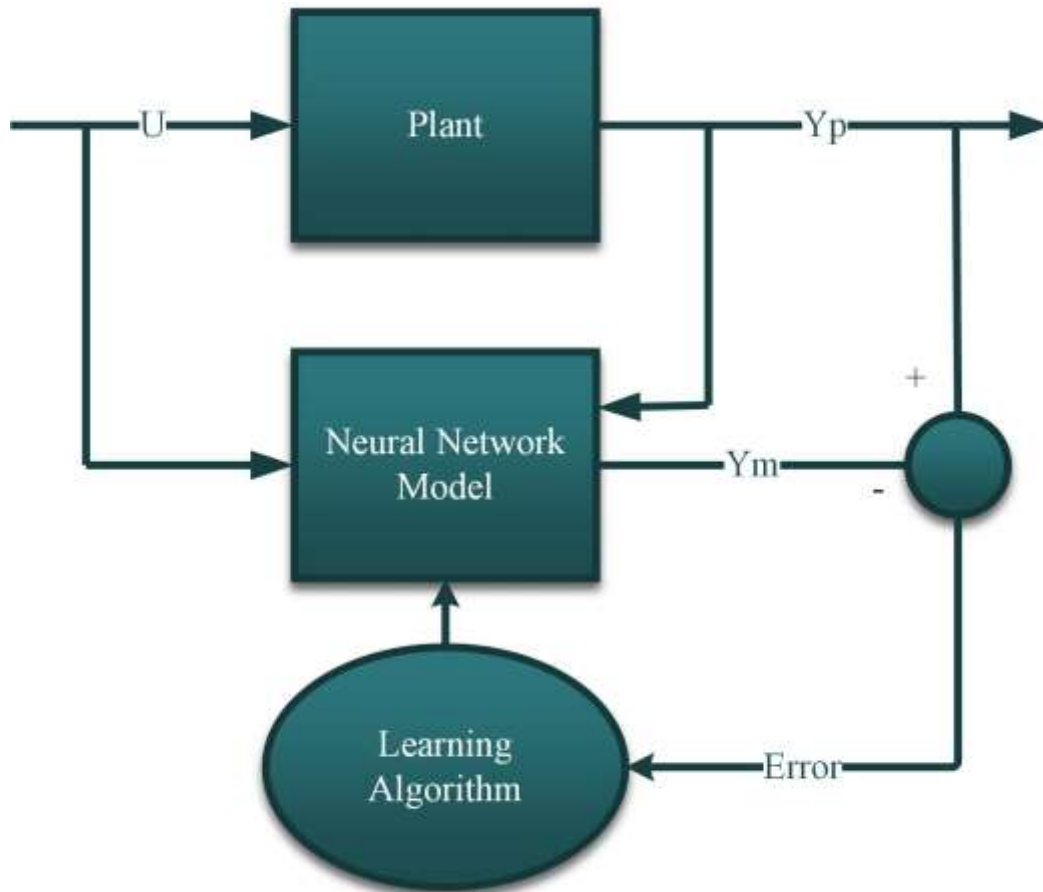 Plant
U
Yp
Neural Network
Model
+
Ym
-
Learning
Algorithm
Error